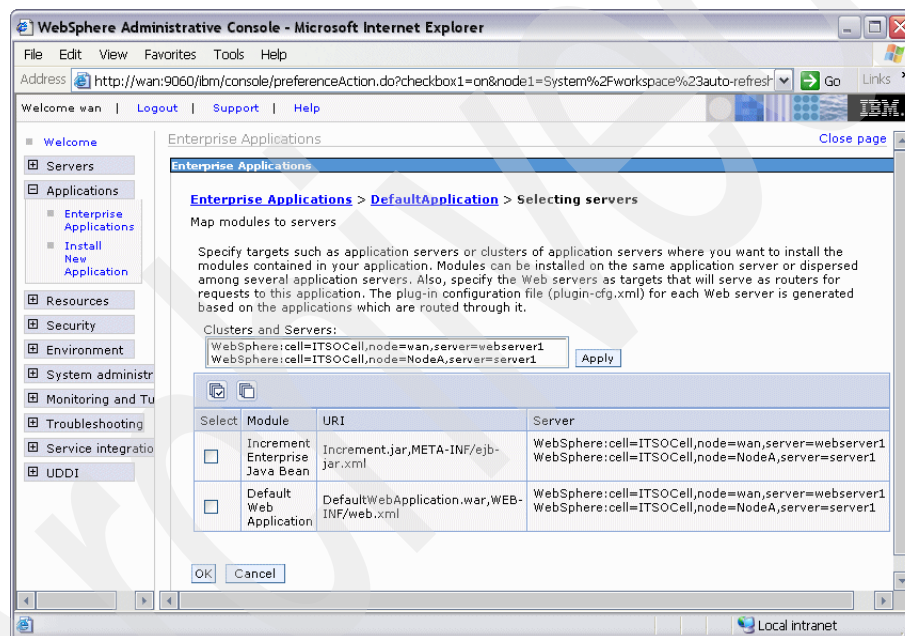 WebSphere Administrative Console - Microsoft Internet Explorer
File Edit View Favorites Tools Help
Address http://wan:9060/ibm/console/preferenceAction.do?checkbox1=on&node1=System%2Fworkspace%23auto-refresh Go Links
Welcome wan | Logout | Support | Help IBM.
Welcome
Servers
Applications
Enterprise
Applications
Install
New
Application
Resources
Security
Environment
System administr
Monitoring and Tu
Troubleshooting
Service integratio
UDDI
Enterprise Applications Close page
Enterprise Applications
Enterprise Applications > DefaultApplication > Selecting servers
Map modules to servers
Specify targets such as application servers or clusters of application servers where you want to install the
modules contained in your application. Modules can be installed on the same application server or dispersed
among several application servers. Also, specify the Web servers as targets that will serve as routers for
requests to this application. The plug-in configuration file (plugin-cfg.xml) for each Web server is generated
based on the applications which are routed through it.
Clusters and Servers:
WebSphere:cell=ITSOCell,node=wan,server=webserver1
WebSphere:cell=ITSOCell,node=NodeA,server=server1
Apply
Select Module URI Server
Increment
Enterprise
Java Bean
Increment.jar,META-INF/ejb-
jar.xml
WebSphere:cell=ITSOCell,node=wan,server=webserver1
WebSphere:cell=ITSOCell,node=NodeA,server=server1
Default
Web
Application
DefaultWebApplication.war,WEB-
INF/web.xml
WebSphere:cell=ITSOCell,node=wan,server=webserver1
WebSphere:cell=ITSOCell,node=NodeA,server=server1
OK Cancel
Local intranet